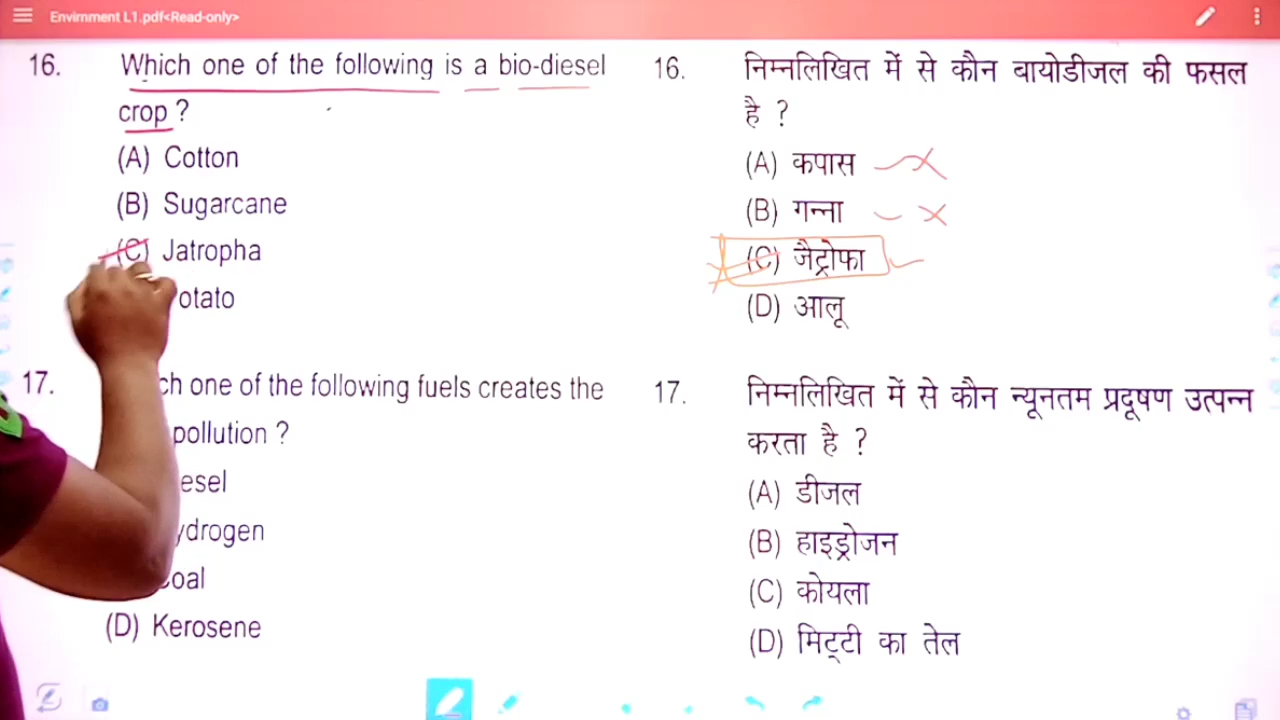 Envirnment L1.pdf<Read-only>
16. Which one of the following is a bio-diesel
crop ?
(A) Cotton
(B) Sugarcane
(C) Jatropha
otato
17. ch one of the following fuels creates the
pollution ?
esel
ydrogen
oal
(D) Kerosene
16. निम्नलिखित में से कौन बायोडीजल की फसल
है ?
(A) कपास
(B) गन्ना
(C) जैट्रोफा
(D) आलू
17. निम्नलिखित में से कौन न्यूनतम प्रदूषण उत्पन्न
करता है ?
(A) डीजल
(B) हाइड्रोजन
(C) कोयला
(D) मिट्टी का तेल